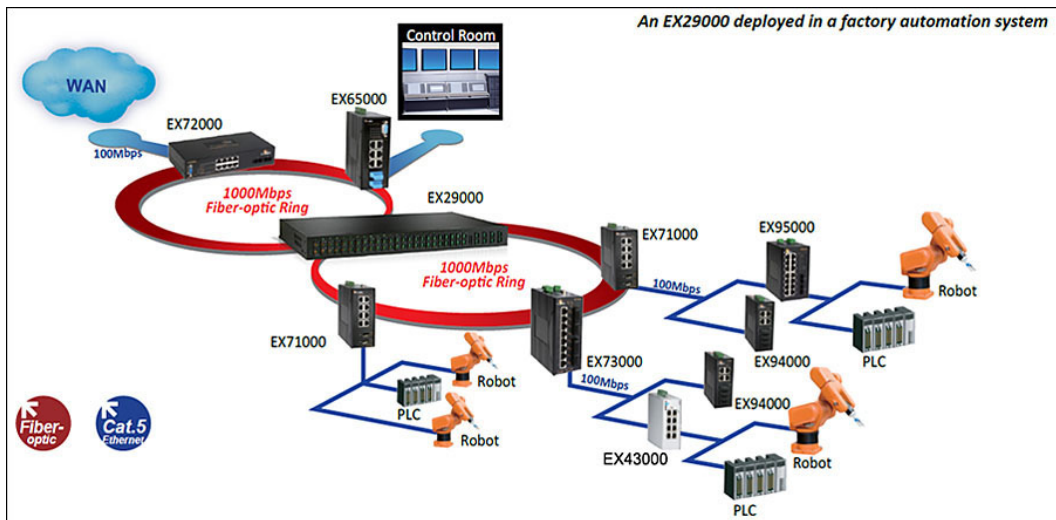 An EX29000 deployed in a factory automation system
Control Room
WAN
EX72000
EX65000
100Mbps
1000Mbps
Fiber-optic Ring
EX29000
1000Mbps
Fiber-optic Ring
EX71000
EX95000
100Mbps
Robot
EX94000
PLC
EX71000
EX73000
100Mbps
EX94000
Robot
PLC
Robot
EX43000
Robot
PLC
Fiber-
optic
Cat.5
Ethernet